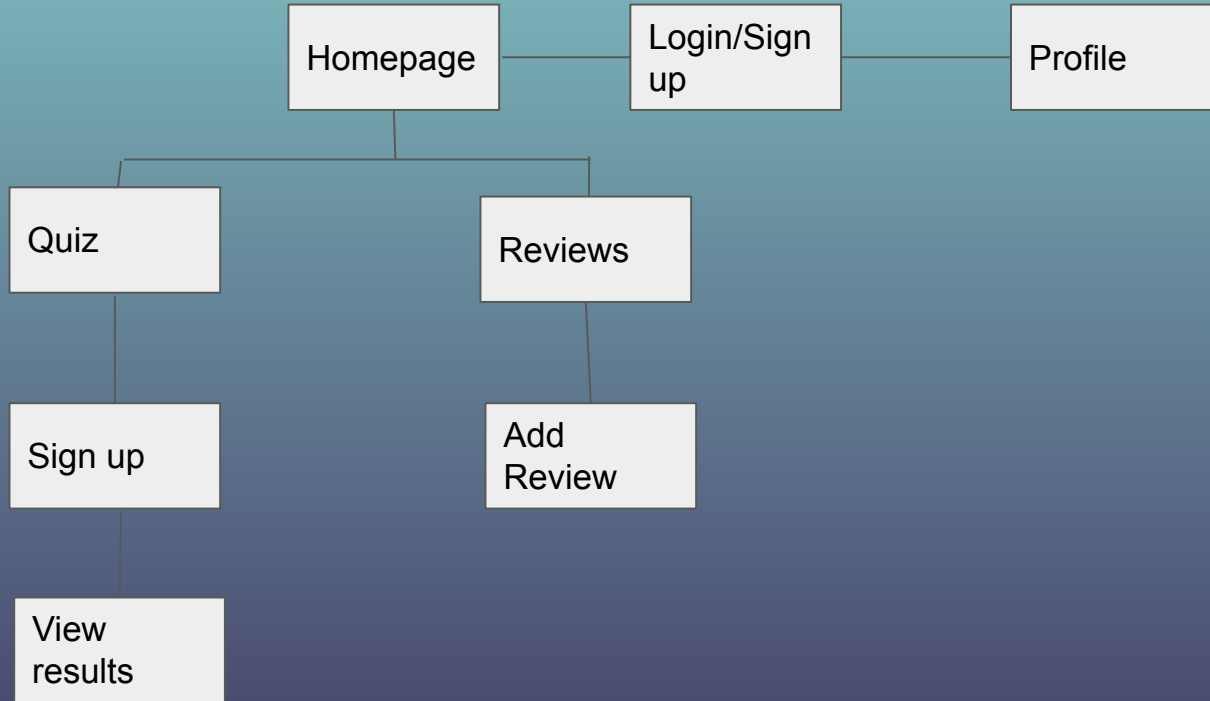 Homepage
Login/Sign
up
Profile
Quiz
Reviews
Sign up
Add
Review
View
results